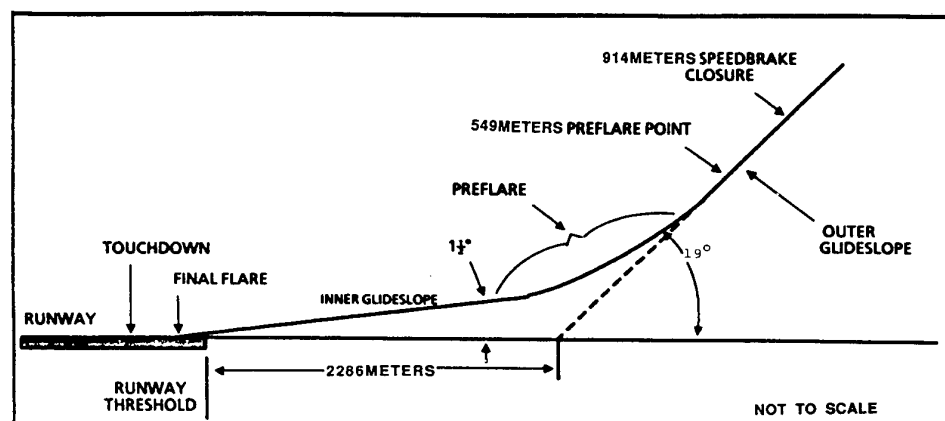 914METERS SPEEDBRAKE
CLOSURE
549METERS PREFLARE POINT
PREFLARE
OUTER
GLIDESLOPE
19°
1½°
TOUCHDOWN
FINAL FLARE
INNER GLIDESLOPE
RUNWAY
2286METERS
RUNWAY
THRESHOLD
NOT TO SCALE